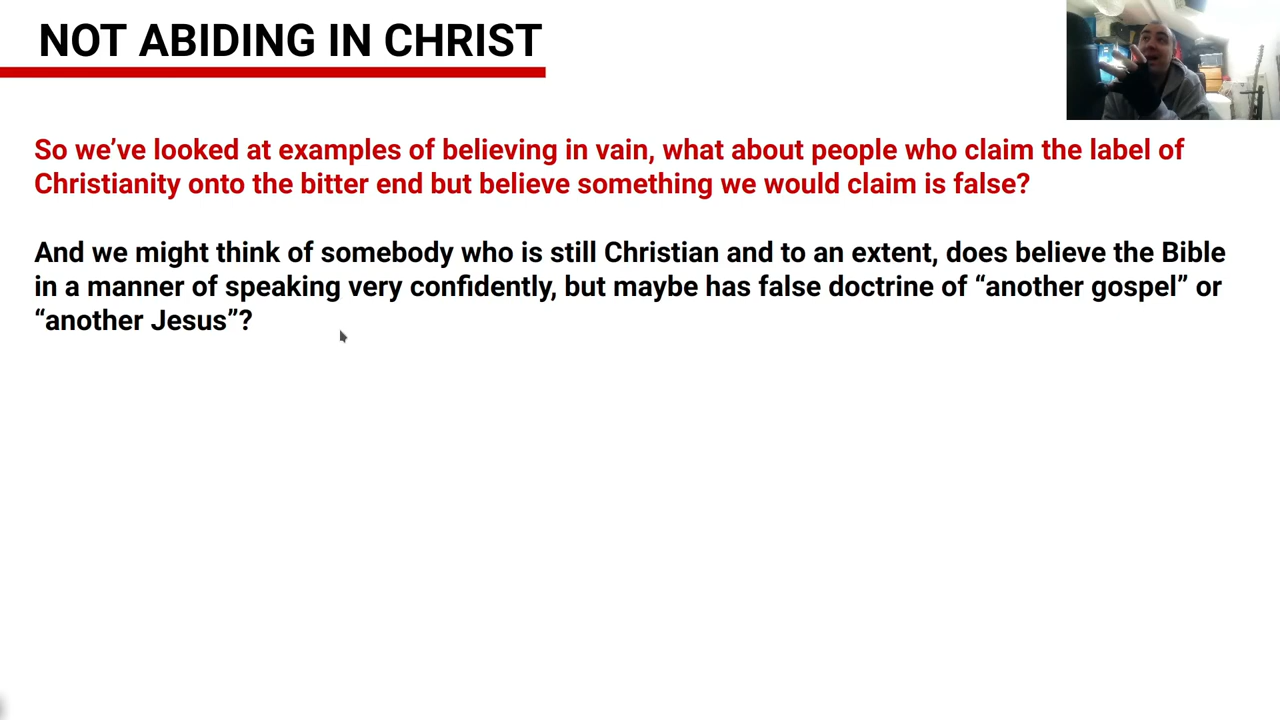 NOT ABIDING IN CHRIST
So we’ve looked at examples of believing in vain, what about people who claim the label of
Christianity onto the bitter end but believe something we would claim is false?
And we might think of somebody who is still Christian and to an extent, does believe the Bible
in a manner of speaking very confidently, but maybe has false doctrine of “another gospel” or
“another Jesus”?